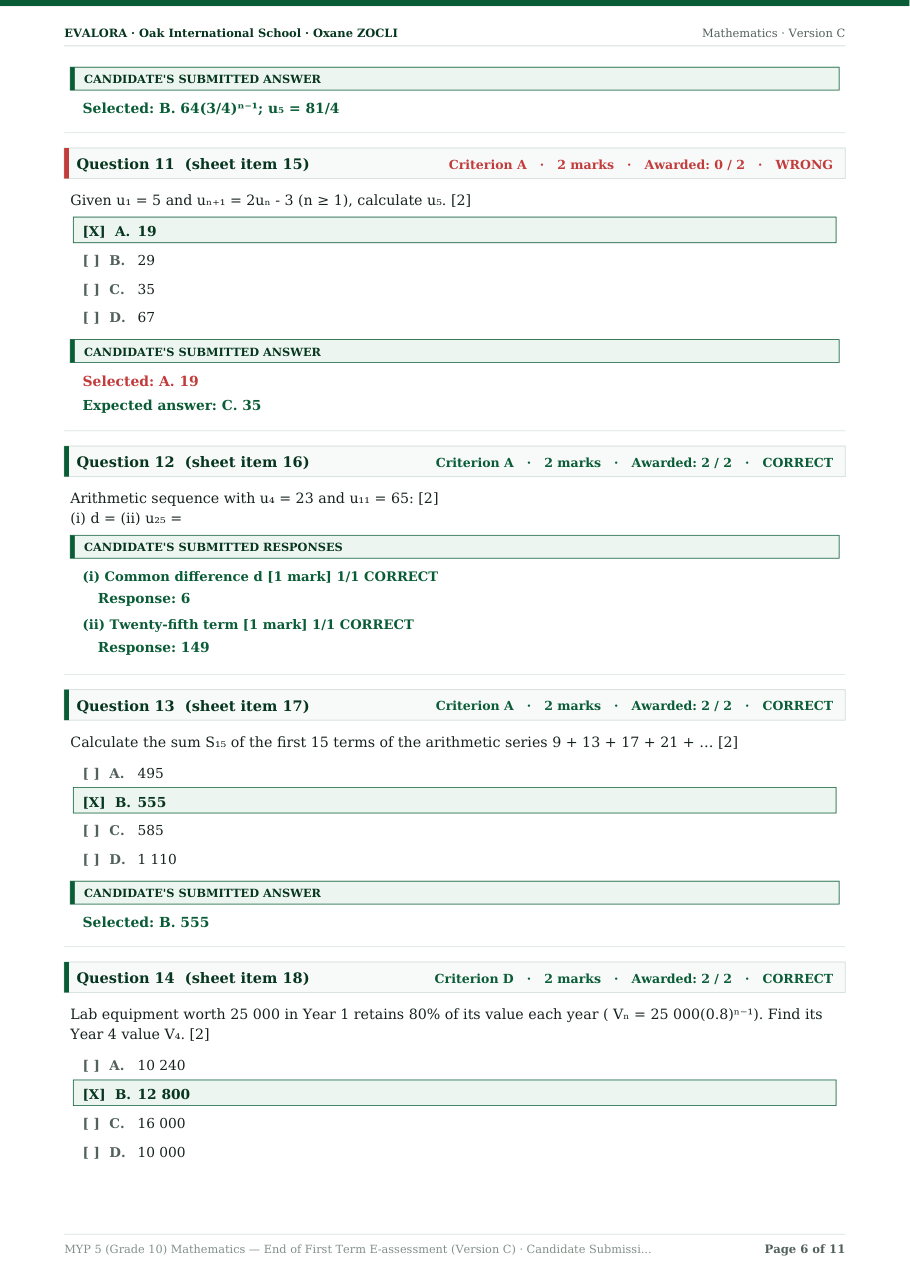 EVALORA · Oak International School · Oxane ZOCLI
Mathematics · Version C
CANDIDATE'S SUBMITTED ANSWER
Selected: B. 64(3/4)ⁿ⁻¹; u₅ = 81/4
Question 11 (sheet item 15)
Criterion A · 2 marks · Awarded: 0 / 2 · WRONG
Given u₁ = 5 and uₙ₊₁ = 2uₙ - 3 (n ≥ 1), calculate u₅. [2]
[X] A. 19
[ ] B. 29
[ ] C. 35
[ ] D. 67
CANDIDATE'S SUBMITTED ANSWER
Selected: A. 19
Expected answer: C. 35
Question 12 (sheet item 16)
Criterion A · 2 marks · Awarded: 2 / 2 · CORRECT
Arithmetic sequence with u₄ = 23 and u₁₁ = 65: [2]
(i) d = (ii) u₂₅ =
CANDIDATE'S SUBMITTED RESPONSES
(i) Common difference d [1 mark] 1/1 CORRECT
Response: 6
(ii) Twenty-fifth term [1 mark] 1/1 CORRECT
Response: 149
Question 13 (sheet item 17)
Criterion A · 2 marks · Awarded: 2 / 2 · CORRECT
Calculate the sum S₁₅ of the first 15 terms of the arithmetic series 9 + 13 + 17 + 21 + … [2]
[ ] A. 495
[X] B. 555
[ ] C. 585
[ ] D. 1 110
CANDIDATE'S SUBMITTED ANSWER
Selected: B. 555
Question 14 (sheet item 18)
Criterion D · 2 marks · Awarded: 2 / 2 · CORRECT
Lab equipment worth 25 000 in Year 1 retains 80% of its value each year ( Vₙ = 25 000(0.8)ⁿ⁻¹). Find its
Year 4 value V₄. [2]
[ ] A. 10 240
[X] B. 12 800
[ ] C. 16 000
[ ] D. 10 000
MYP 5 (Grade 10) Mathematics — End of First Term E-assessment (Version C) · Candidate Submissi…
Page 6 of 11